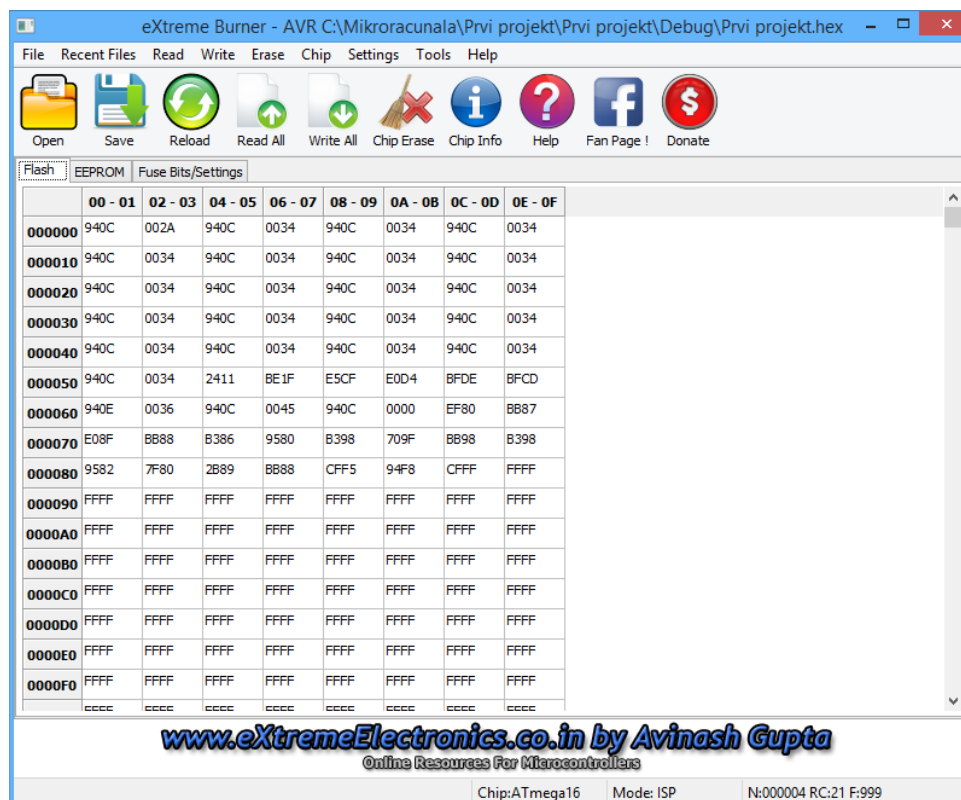 eXtreme Burner - AVR C:\Mikroracunala\Prvi projekt\Prvi projekt\Debug\Prvi projekt.hex
File Recent Files Read Write Erase Chip Settings Tools Help
Open Save Reload Read All Write All Chip Erase Chip Info Help Fan Page ! Donate
Flash EEPROM Fuse Bits/Settings
00 - 01 02 - 03 04 - 05 06 - 07 08 - 09 0A - 0B 0C - 0D 0E - 0F
000000 940C 002A 940C 0034 940C 0034 940C 0034
000010 940C 0034 940C 0034 940C 0034 940C 0034
000020 940C 0034 940C 0034 940C 0034 940C 0034
000030 940C 0034 940C 0034 940C 0034 940C 0034
000040 940C 0034 940C 0034 940C 0034 940C 0034
000050 940C 0034 2411 BE1F E5CF E0D4 BFDE BFCD
000060 940E 0036 940C 0045 940C 0000 EF80 BB87
000070 E08F BB88 B386 9580 B398 709F BB98 B398
000080 9582 7F80 2B89 BB88 CFF5 94F8 CFFF FFFF
000090 FFFF FFFF FFFF FFFF FFFF FFFF FFFF FFFF
0000A0 FFFF FFFF FFFF FFFF FFFF FFFF FFFF FFFF
0000B0 FFFF FFFF FFFF FFFF FFFF FFFF FFFF FFFF
0000C0 FFFF FFFF FFFF FFFF FFFF FFFF FFFF FFFF
0000D0 FFFF FFFF FFFF FFFF FFFF FFFF FFFF FFFF
0000E0 FFFF FFFF FFFF FFFF FFFF FFFF FFFF FFFF
0000F0 FFFF FFFF FFFF FFFF FFFF FFFF FFFF FFFF
www.eXtremeElectronics.co.in by Avinash Gupta
Online Resources For Microcontrollers
Chip:ATmega16 Mode: ISP N:000004 RC:21 F:999